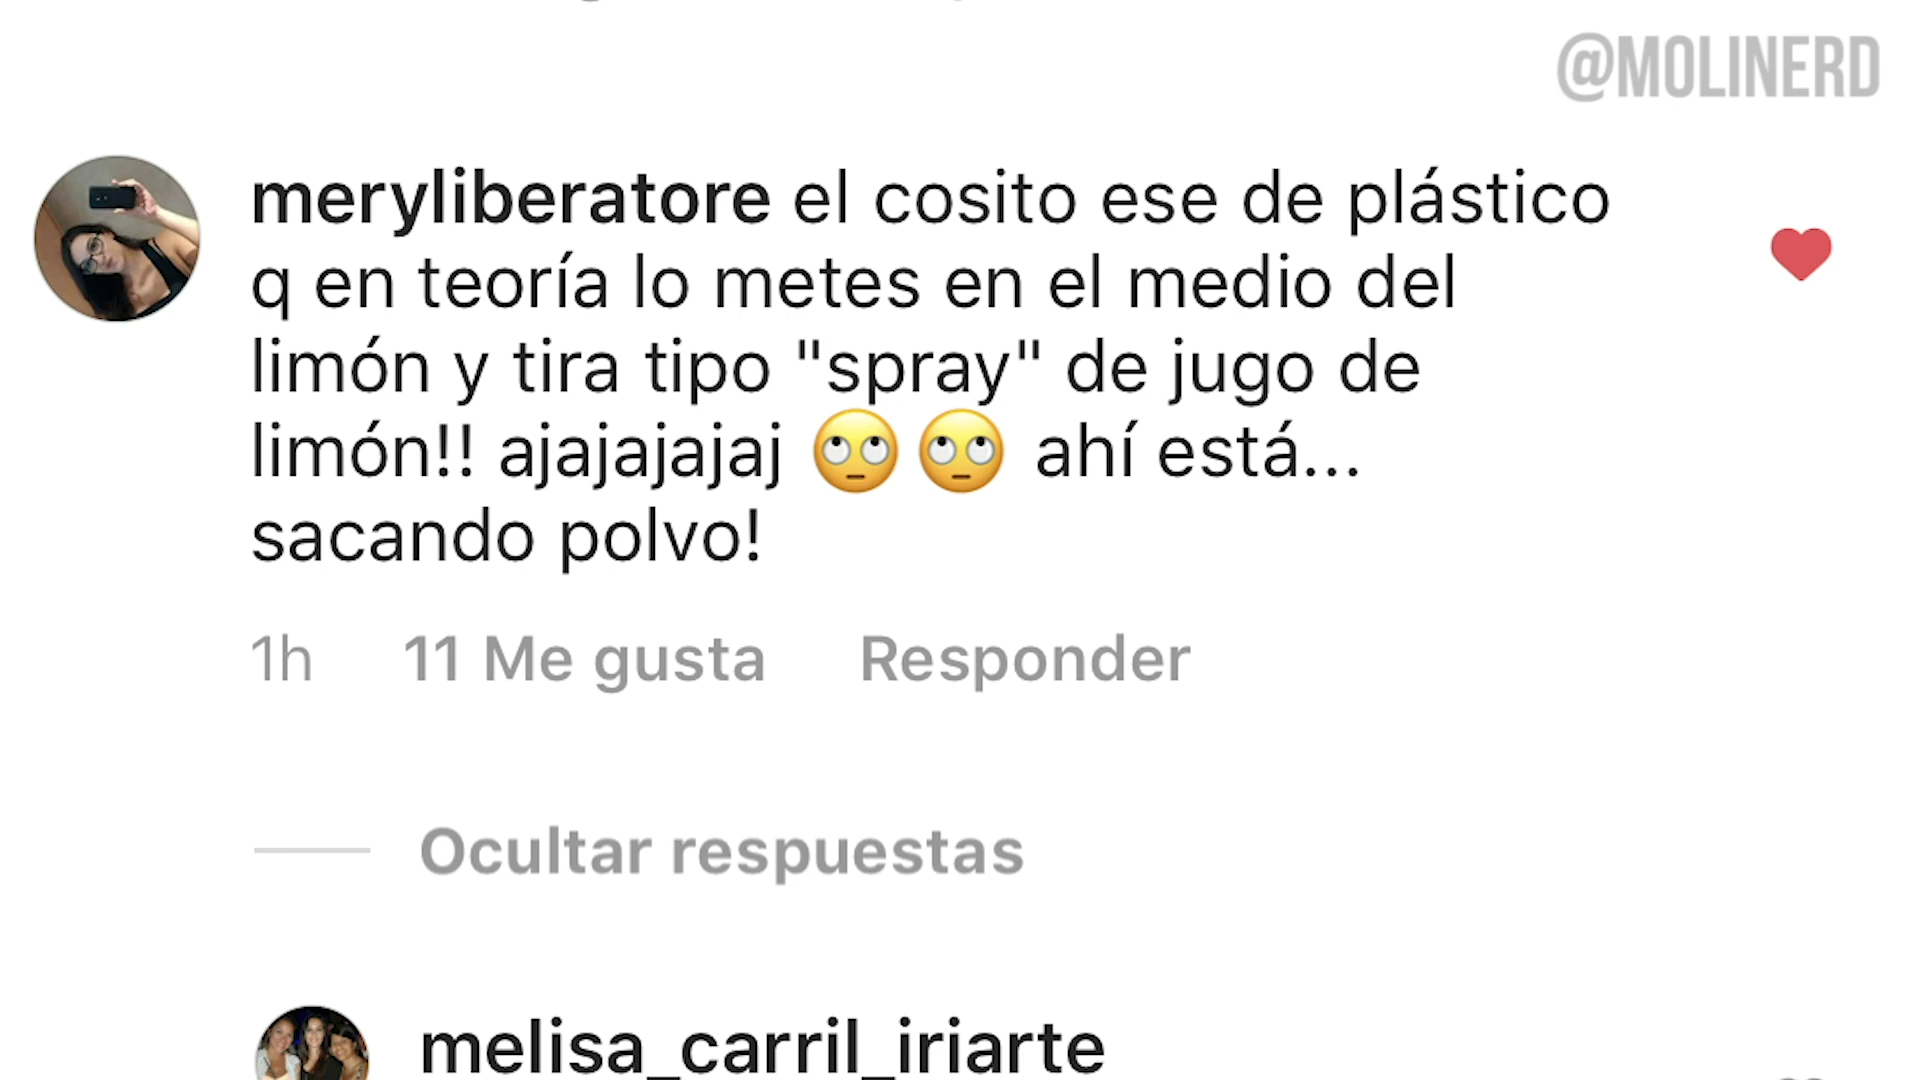 @MOLINERD
meryliberatore el cosito ese de plástico
q en teoría lo metes en el medio del
limón y tira tipo "spray" de jugo de
limón!! ajajajajaj 🙄🙄 ahí está...
sacando polvo!
1h 11 Me gusta Responder
Ocultar respuestas
melisa_carril_iriarte